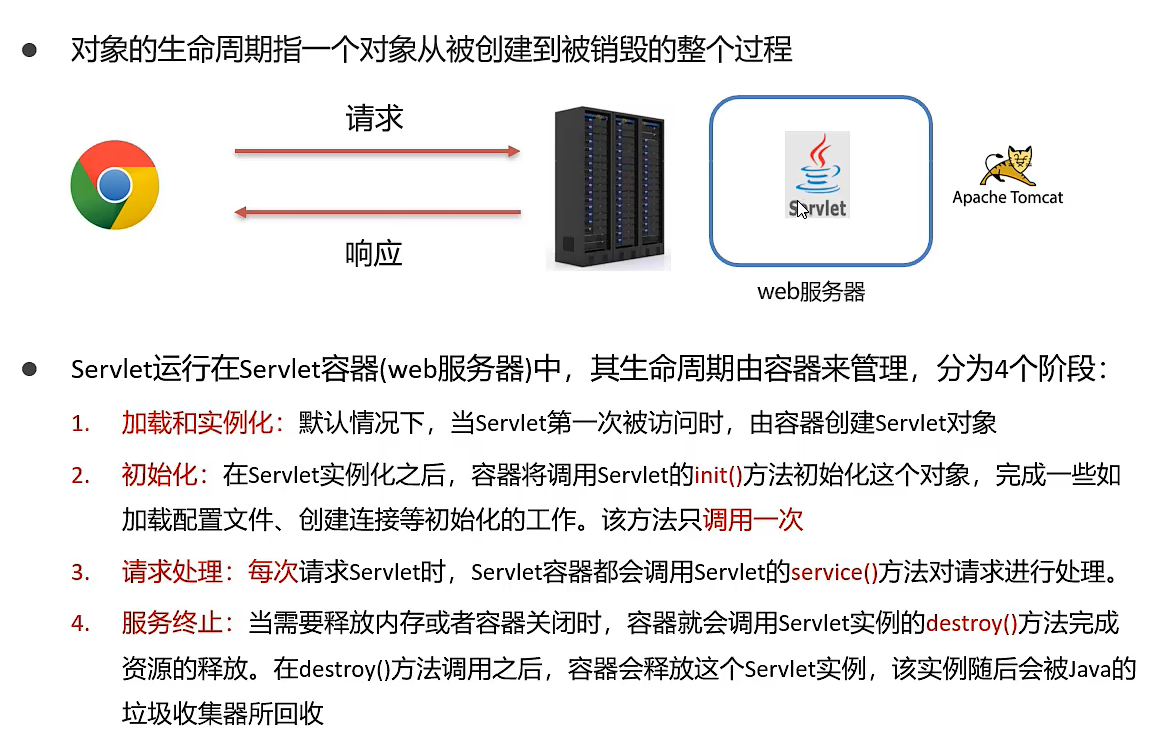 对象的生命周期指一个对象从被创建到被销毁的整个过程
请求
响应
Servlet
Apache Tomcat
web服务器
Servlet运行在Servlet容器(web服务器)中，其生命周期由容器来管理，分为4个阶段：
1. 加载和实例化：默认情况下，当Servlet第一次被访问时，由容器创建Servlet对象
2. 初始化：在Servlet实例化之后，容器将调用Servlet的init()方法初始化这个对象，完成一些如
加载配置文件、创建连接等初始化的工作。该方法只调用一次
3. 请求处理：每次请求Servlet时，Servlet容器都会调用Servlet的service()方法对请求进行处理。
4. 服务终止：当需要释放内存或者容器关闭时，容器就会调用Servlet实例的destroy()方法完成
资源的释放。在destroy()方法调用之后，容器会释放这个Servlet实例，该实例随后会被Java的
垃圾收集器所回收